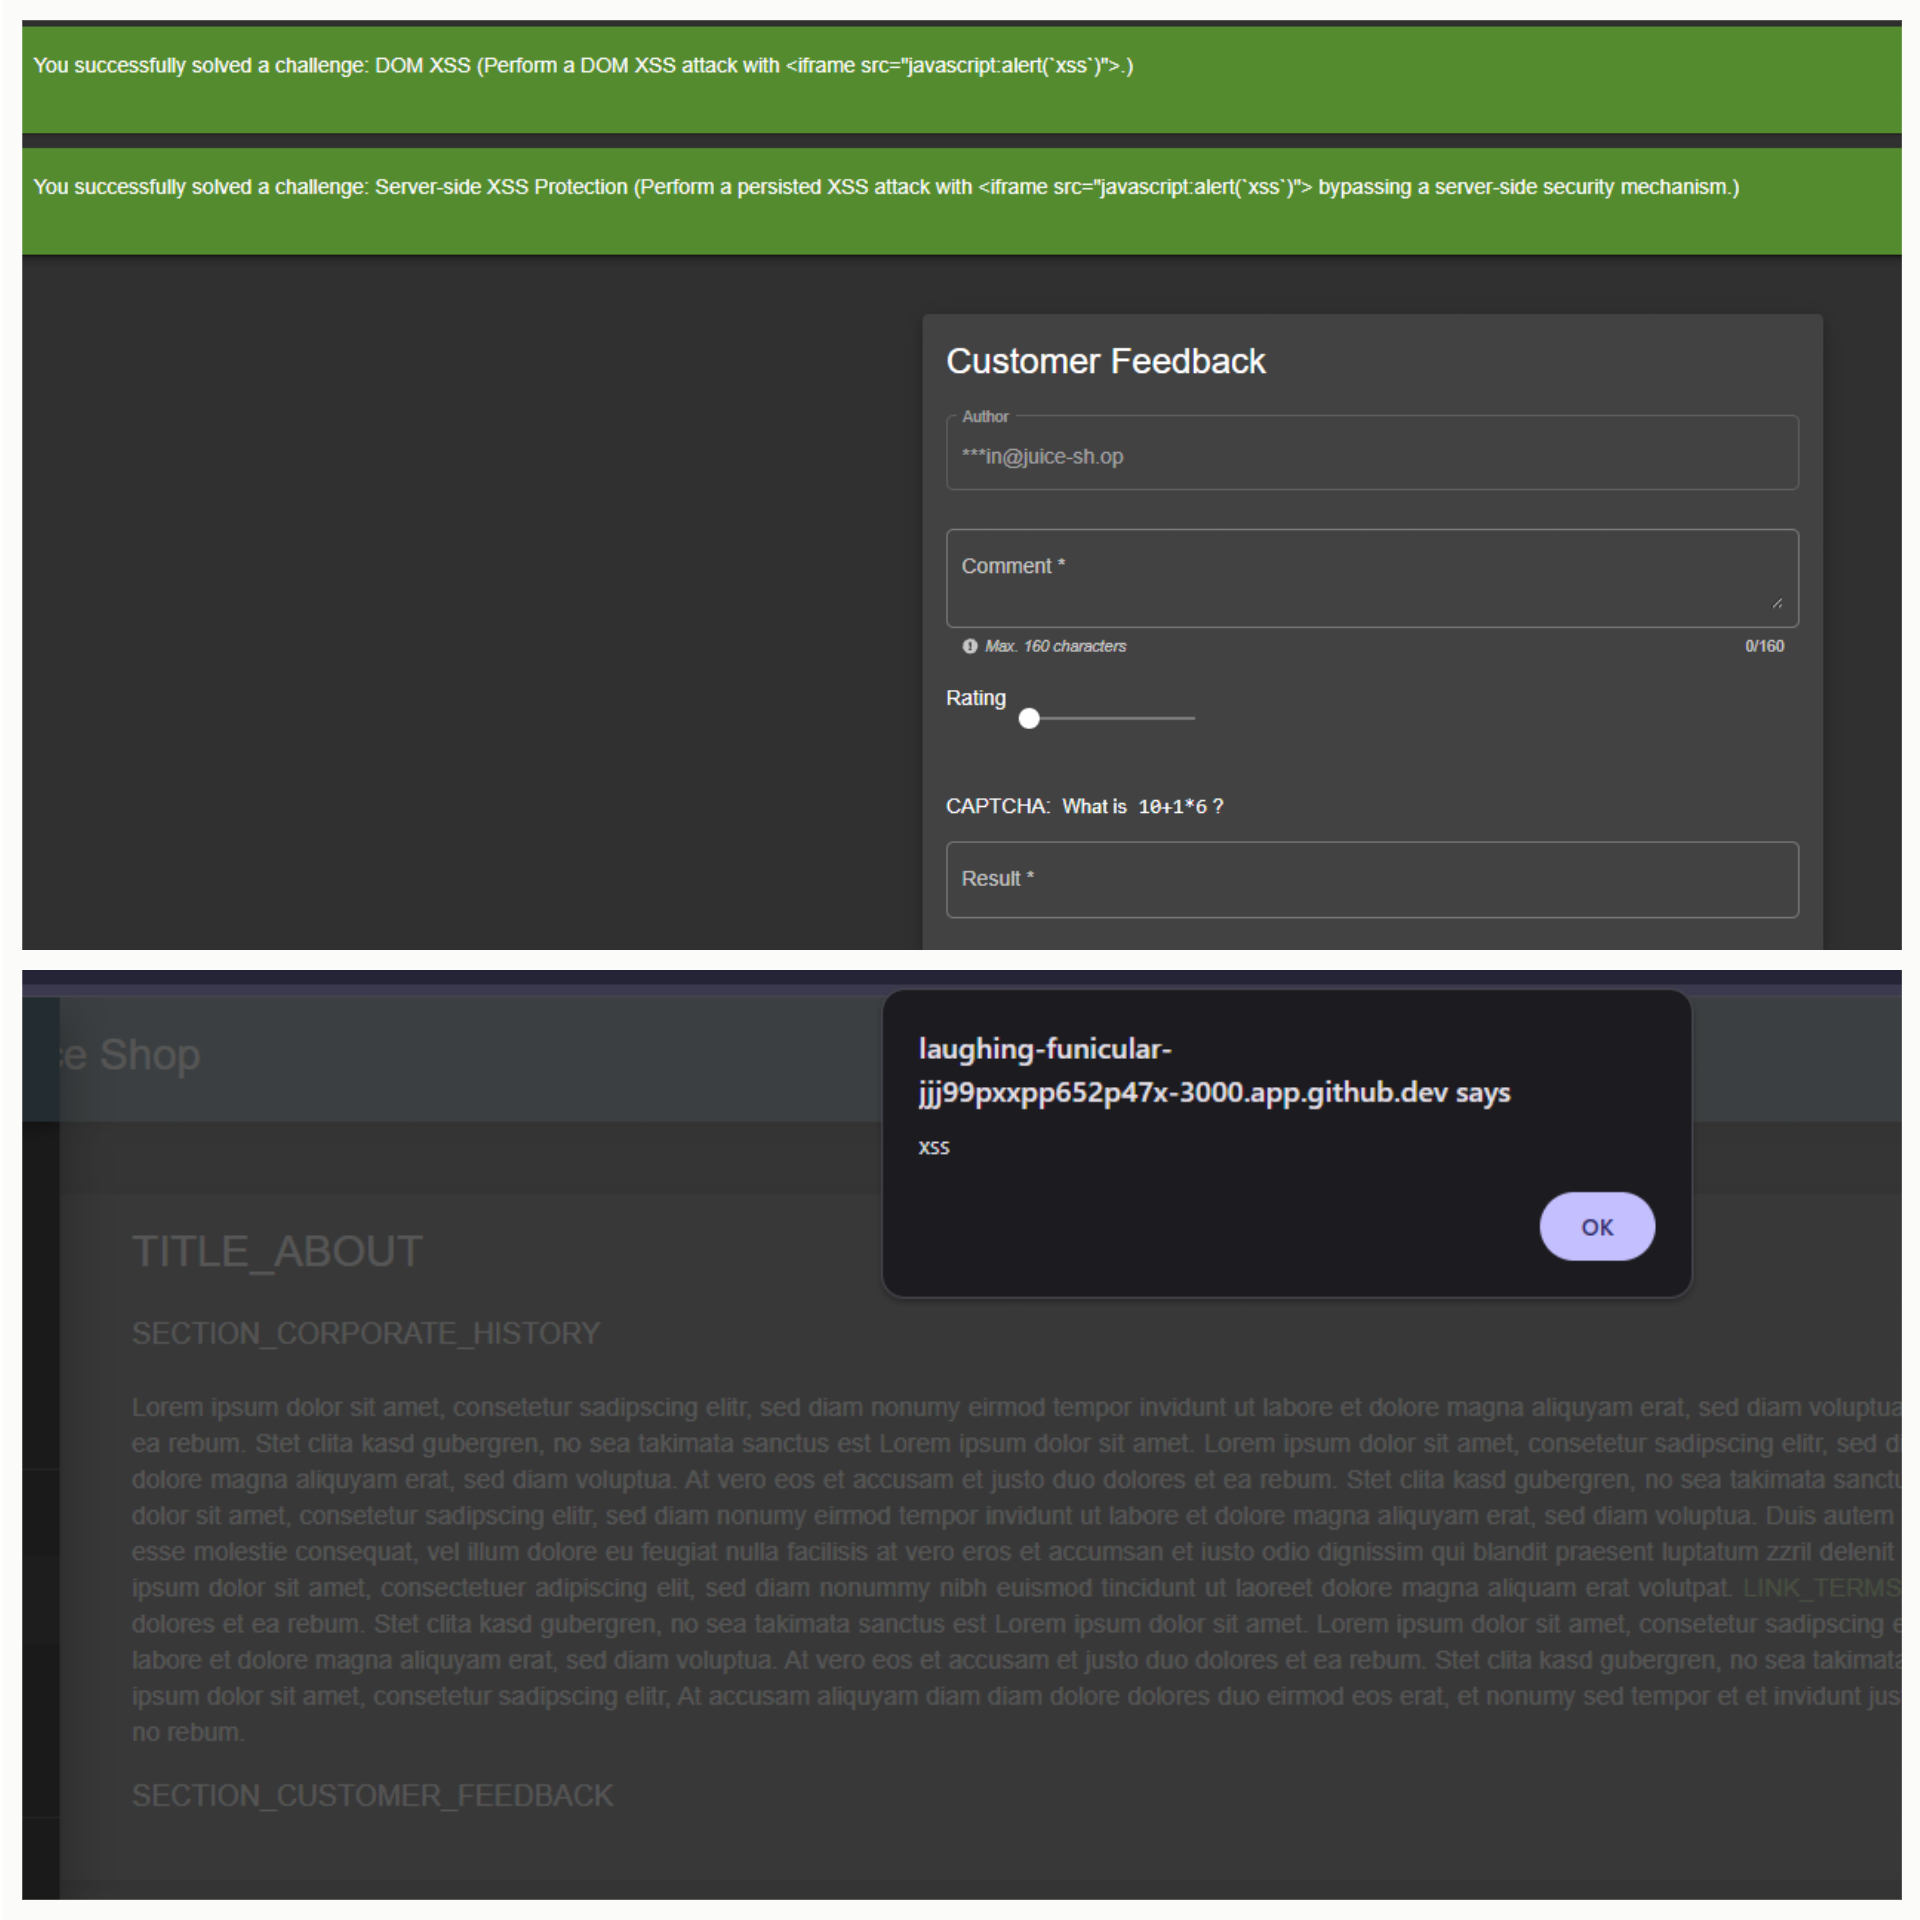 You successfully solved a challenge: DOM XSS (Perform a DOM XSS attack with <iframe src="javascript:alert(`xss`)">.)
You successfully solved a challenge: Server-side XSS Protection (Perform a persisted XSS attack with <iframe src="javascript:alert(`xss`)"> bypassing a server-side security mechanism.)
Customer Feedback
Author
***in@juice-sh.op
Comment *
Max. 160 characters 0/160
Rating
CAPTCHA: What is 10+1*6 ?
Result *
ce Shop
laughing-funicular-
jjj99pxxpp652p47x-3000.app.github.dev says
xss
OK
TITLE_ABOUT
SECTION_CORPORATE_HISTORY
Lorem ipsum dolor sit amet, consetetur sadipscing elitr, sed diam nonumy eirmod tempor invidunt ut labore et dolore magna aliquyam erat, sed diam voluptua
ea rebum. Stet clita kasd gubergren, no sea takimata sanctus est Lorem ipsum dolor sit amet. Lorem ipsum dolor sit amet, consetetur sadipscing elitr, sed di
dolore magna aliquyam erat, sed diam voluptua. At vero eos et accusam et justo duo dolores et ea rebum. Stet clita kasd gubergren, no sea takimata sanctu
dolor sit amet, consetetur sadipscing elitr, sed diam nonumy eirmod tempor invidunt ut labore et dolore magna aliquyam erat, sed diam voluptua. Duis autem
esse molestie consequat, vel illum dolore eu feugiat nulla facilisis at vero eros et accumsan et iusto odio dignissim qui blandit praesent luptatum zzril delenit
ipsum dolor sit amet, consectetuer adipiscing elit, sed diam nonummy nibh euismod tincidunt ut laoreet dolore magna aliquam erat volutpat. LINK_TERMS
dolores et ea rebum. Stet clita kasd gubergren, no sea takimata sanctus est Lorem ipsum dolor sit amet. Lorem ipsum dolor sit amet, consetetur sadipscing e
labore et dolore magna aliquyam erat, sed diam voluptua. At vero eos et accusam et justo duo dolores et ea rebum. Stet clita kasd gubergren, no sea takimata
ipsum dolor sit amet, consetetur sadipscing elitr, At accusam aliquyam diam diam dolore dolores duo eirmod eos erat, et nonumy sed tempor et et invidunt jus
no rebum.
SECTION_CUSTOMER_FEEDBACK